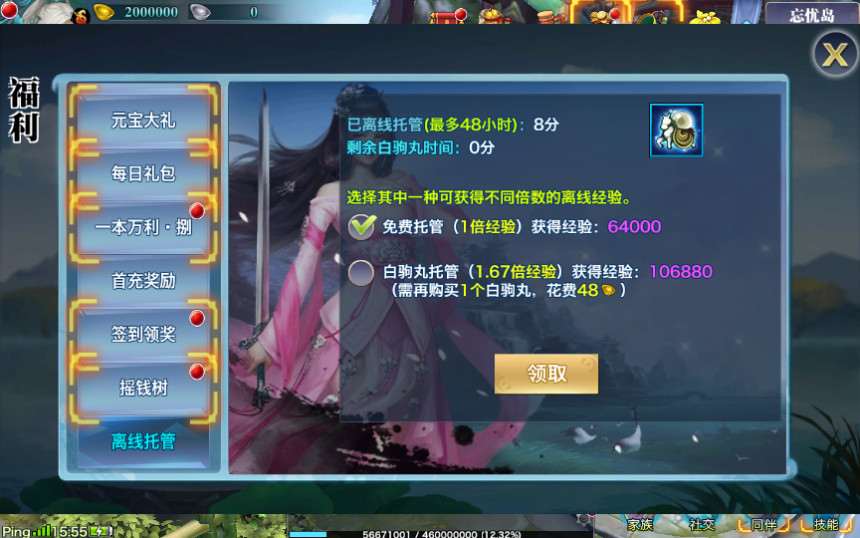 2000000
0
忘忧岛
福利
元宝大礼
每日礼包
一本万利·捌
首充奖励
签到领奖
摇钱树
离线托管
已离线托管(最多48小时)：8分
剩余白驹丸时间：0分
选择其中一种可获得不同倍数的离线经验。
免费托管（1倍经验）获得经验：64000
白驹丸托管（1.67倍经验）获得经验：106880
（需再购买1个白驹丸，花费48）
领取
Ping
15:55
56671001 / 460000000 (12.32%)
家族
社交
同伴
技能